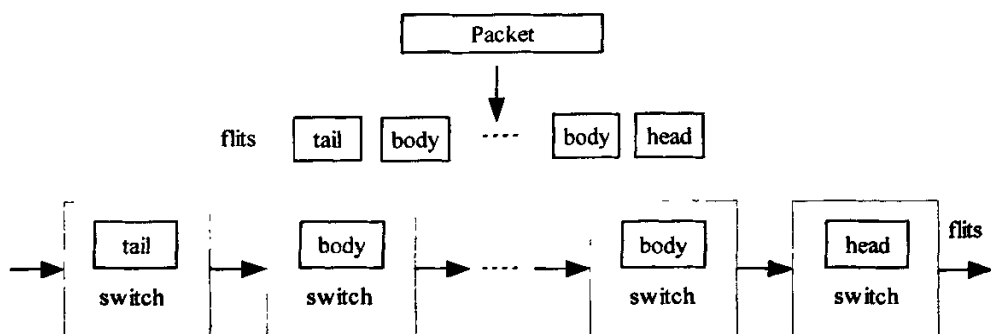 Packet
flits tail body ---- body head
tail body body head flits
----
switch switch switch switch